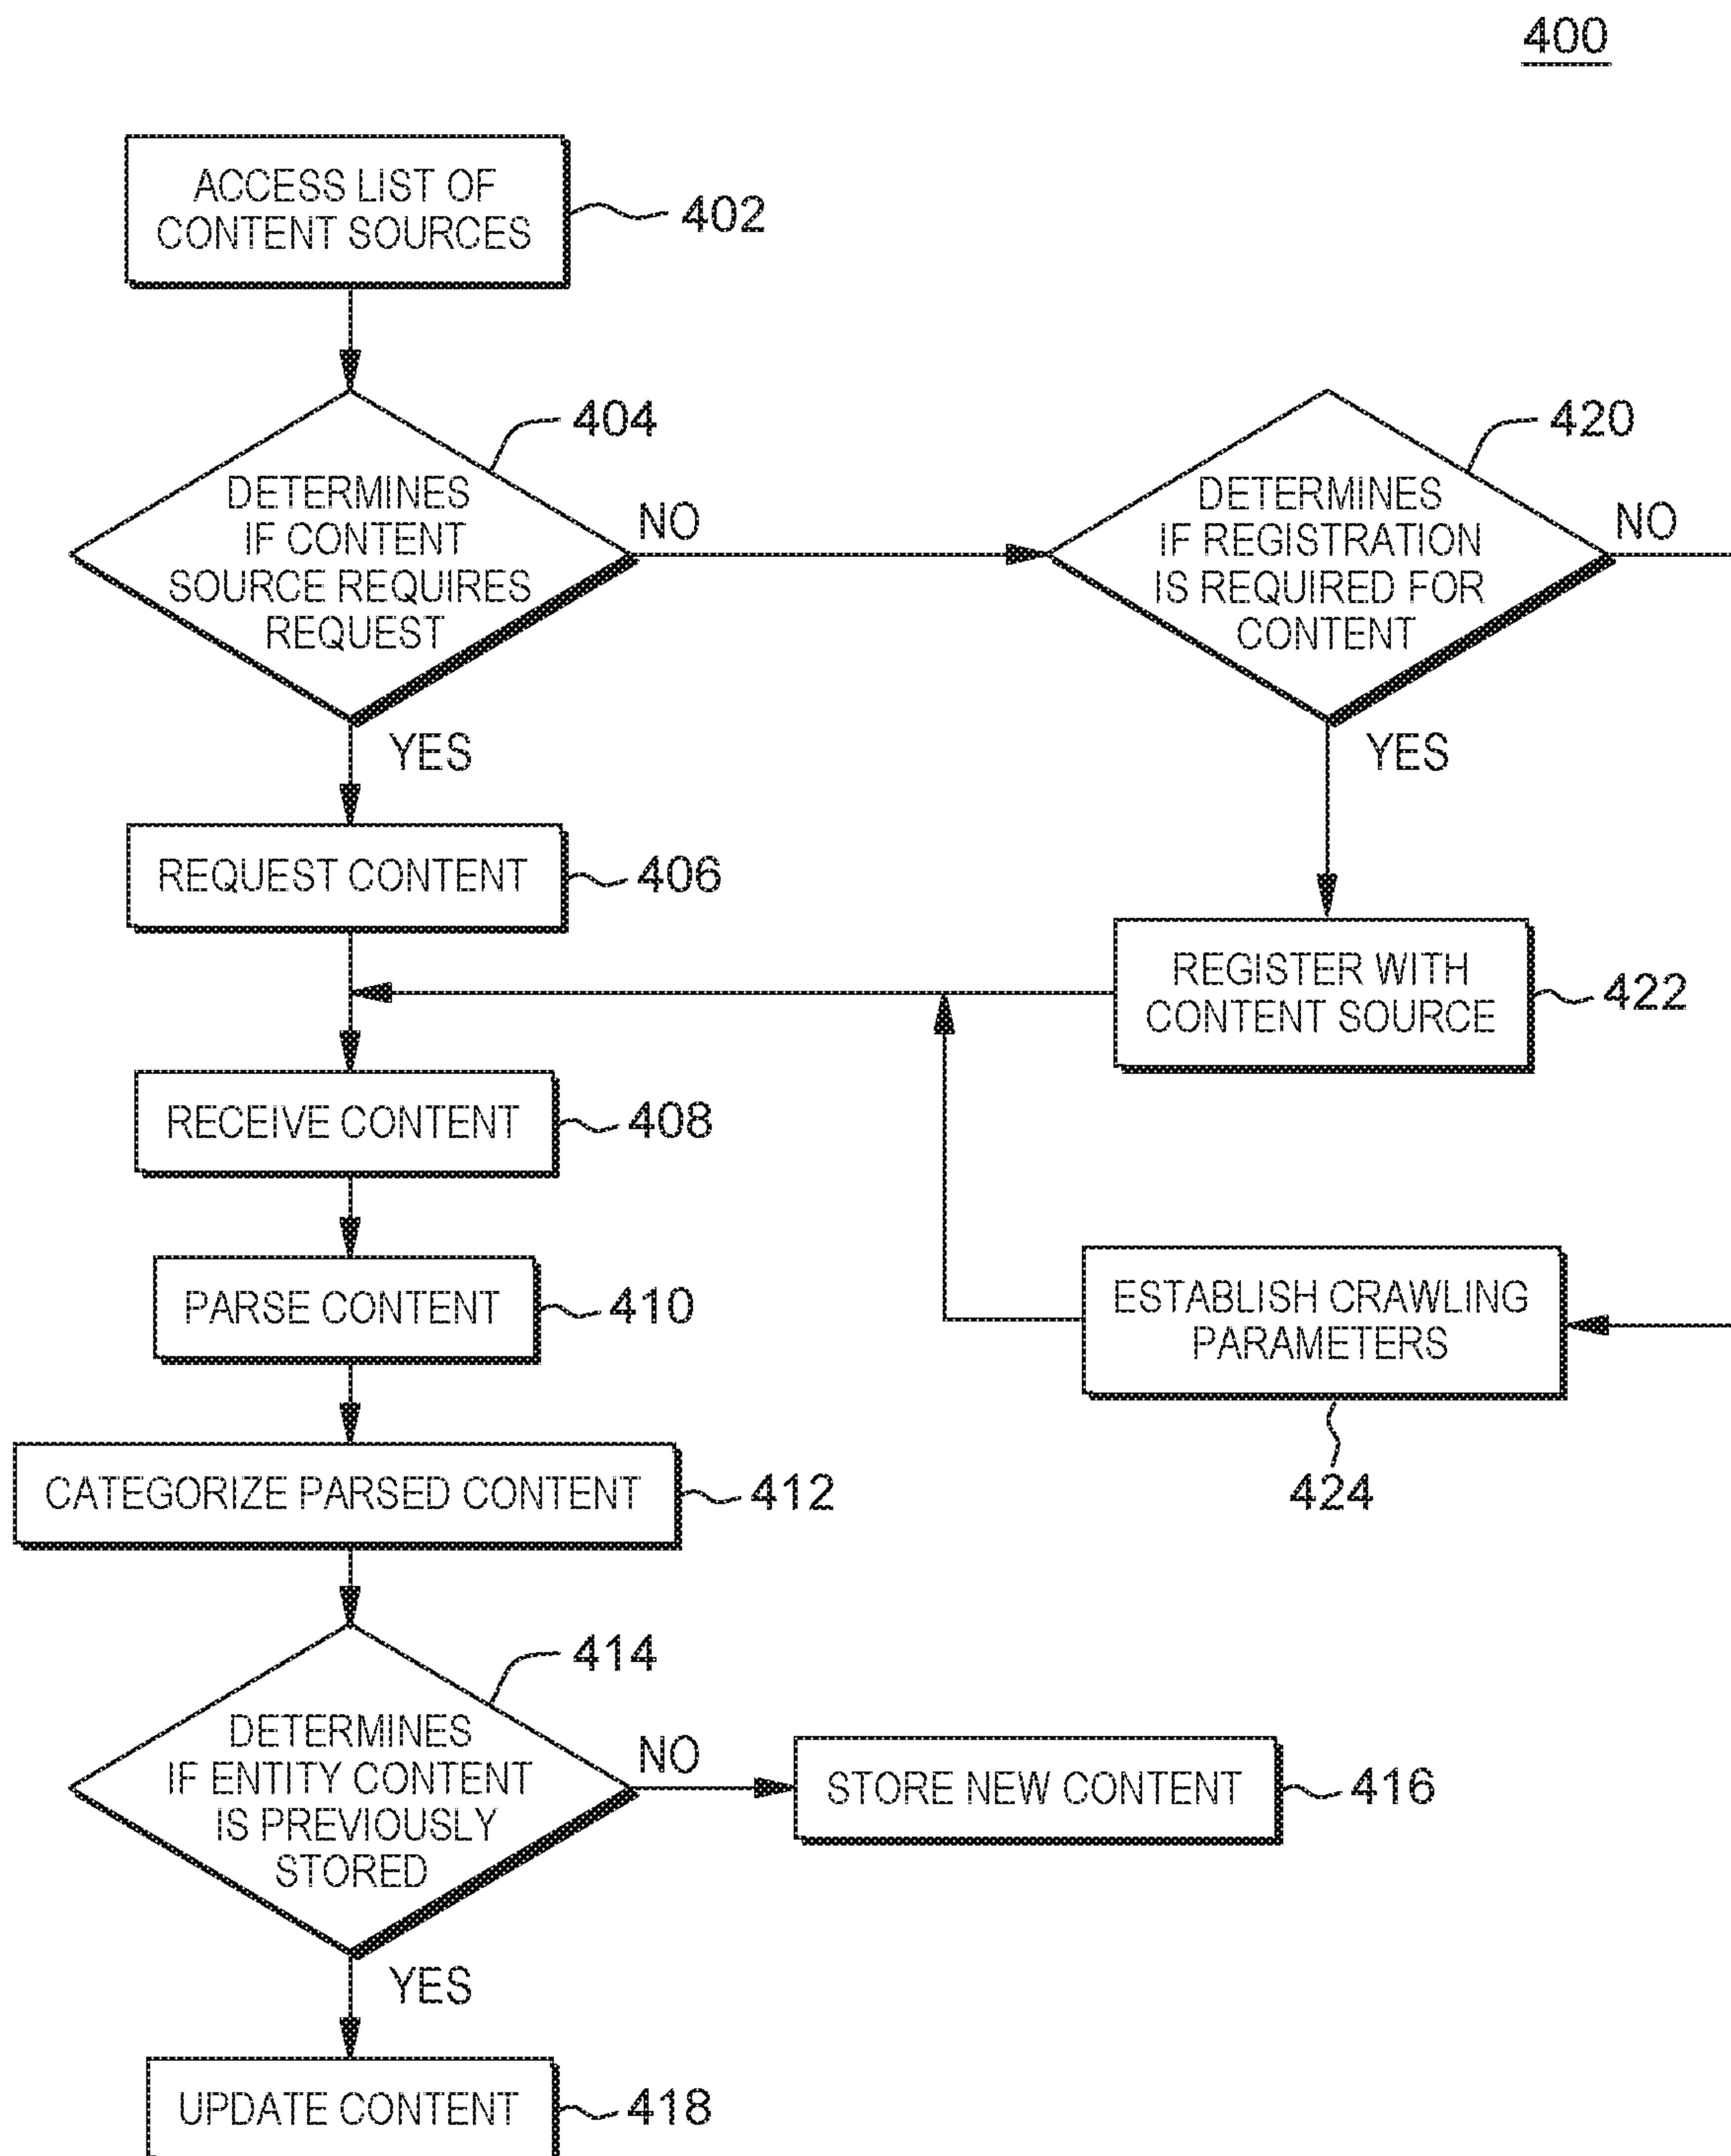 400
ACCESS LIST OF
CONTENT SOURCES
402
404
DETERMINES
IF CONTENT
SOURCE REQUIRES
REQUEST
NO
YES
420
DETERMINES
IF REGISTRATION
IS REQUIRED FOR
CONTENT
NO
YES
REQUEST CONTENT
406
REGISTER WITH
CONTENT SOURCE
422
RECEIVE CONTENT
408
PARSE CONTENT
410
ESTABLISH CRAWLING
PARAMETERS
424
CATEGORIZE PARSED CONTENT
412
414
DETERMINES
IF ENTITY CONTENT
IS PREVIOUSLY
STORED
NO
STORE NEW CONTENT
416
YES
UPDATE CONTENT
418